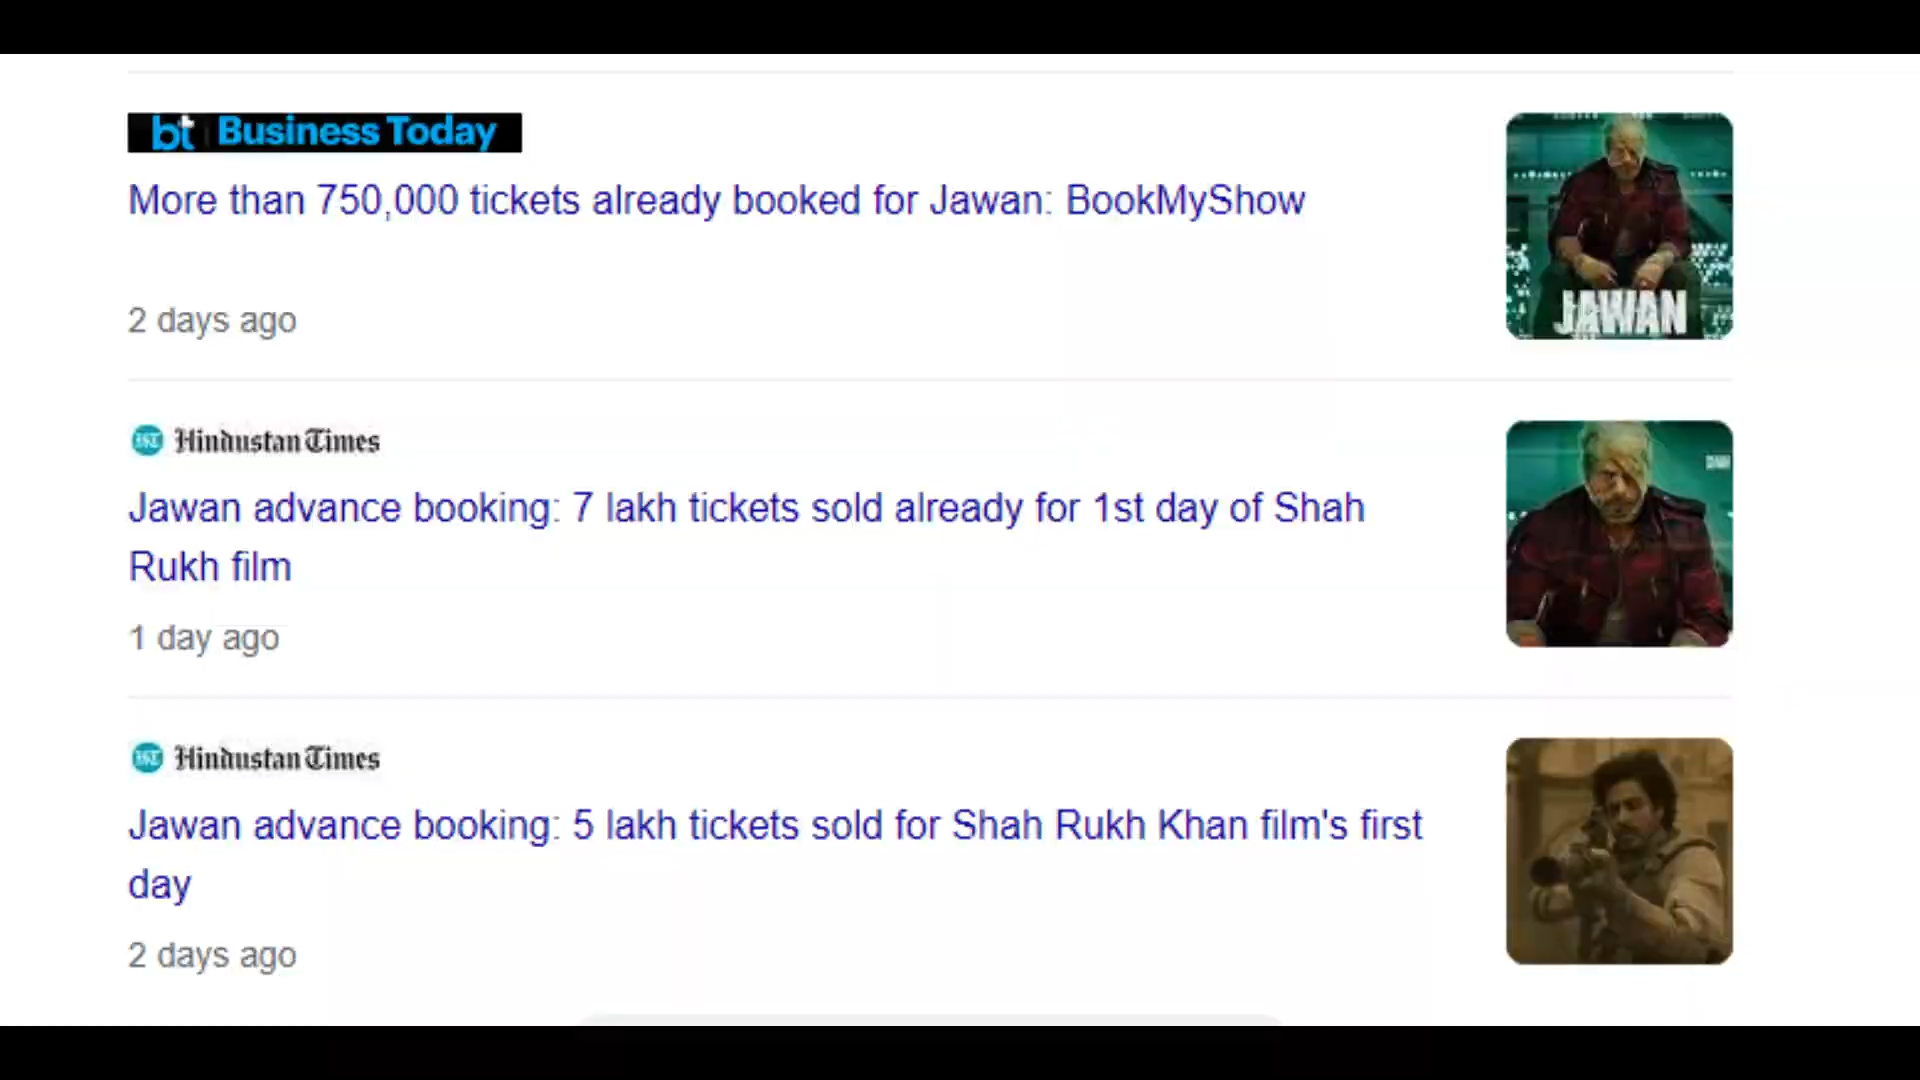 bt Business Today
More than 750,000 tickets already booked for Jawan: BookMyShow
JAWAN
2 days ago
HT Hindustan Times
Jawan advance booking: 7 lakh tickets sold already for 1st day of Shah
Rukh film
1 day ago
HT Hindustan Times
Jawan advance booking: 5 lakh tickets sold for Shah Rukh Khan film's first
day
2 days ago